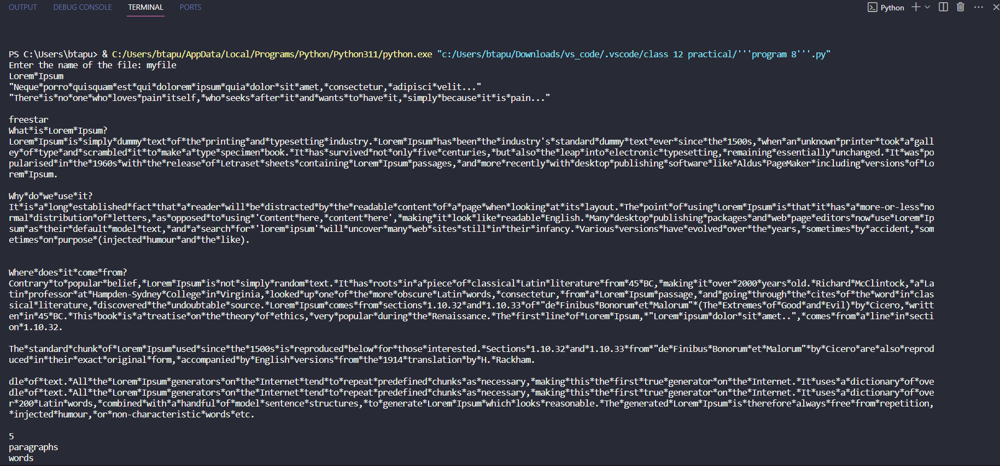 OUTPUT DEBUG CONSOLE TERMINAL PORTS Python
PS C:\Users\btapu> & C:/Users/btapu/AppData/Local/Programs/Python/Python311/python.exe "c:/Users/btapu/Downloads/vs_code/.vscode/class 12 practical/'''program 8'''.py"
Enter the name of the file: myfile
Lorem*Ipsum
"Neque*porro*quisquam*est*qui*dolorem*ipsum*quia*dolor*sit*amet,*consectetur,*adipisci*velit..."
"There*is*no*one*who*loves*pain*itself,*who*seeks*after*it*and*wants*to*have*it,*simply*because*it*is*pain..."
freestar
What*is*Lorem*Ipsum?
Lorem*Ipsum*is*simply*dummy*text*of*the*printing*and*typesetting*industry.*Lorem*Ipsum*has*been*the*industry's*standard*dummy*text*ever*since*the*1500s,*when*an*unknown*printer*took*a*gall
ey*of*type*and*scrambled*it*to*make*a*type*specimen*book.*It*has*survived*not*only*five*centuries,*but*also*the*leap*into*electronic*typesetting,*remaining*essentially*unchanged.*It*was*po
pularised*in*the*1960s*with*the*release*of*Letraset*sheets*containing*Lorem*Ipsum*passages,*and*more*recently*with*desktop*publishing*software*like*Aldus*PageMaker*including*versions*of*Lo
rem*Ipsum.
Why*do*we*use*it?
It*is*a*long*established*fact*that*a*reader*will*be*distracted*by*the*readable*content*of*a*page*when*looking*at*its*layout.*The*point*of*using*Lorem*Ipsum*is*that*it*has*a*more-or-less*no
rmal*distribution*of*letters,*as*opposed*to*using*'Content*here,*content*here',*making*it*look*like*readable*English.*Many*desktop*publishing*packages*and*web*page*editors*now*use*Lorem*Ip
sum*as*their*default*model*text,*and*a*search*for*'lorem*ipsum'*will*uncover*many*web*sites*still*in*their*infancy.*Various*versions*have*evolved*over*the*years,*sometimes*by*accident,*som
etimes*on*purpose*(injected*humour*and*the*like).
Where*does*it*come*from?
Contrary*to*popular*belief,*Lorem*Ipsum*is*not*simply*random*text.*It*has*roots*in*a*piece*of*classical*Latin*literature*from*45*BC,*making*it*over*2000*years*old.*Richard*McClintock,*a*La
tin*professor*at*Hampden-Sydney*College*in*Virginia,*looked*up*one*of*the*more*obscure*Latin*words,*consectetur,*from*a*Lorem*Ipsum*passage,*and*going*through*the*cites*of*the*word*in*clas
sical*literature,*discovered*the*undoubtable*source.*Lorem*Ipsum*comes*from*sections*1.10.32*and*1.10.33*of*"de*Finibus*Bonorum*et*Malorum"*(The*Extremes*of*Good*and*Evil)*by*Cicero,*writt
en*in*45*BC.*This*book*is*a*treatise*on*the*theory*of*ethics,*very*popular*during*the*Renaissance.*The*first*line*of*Lorem*Ipsum,*"Lorem*ipsum*dolor*sit*amet..",*comes*from*a*line*in*secti
on*1.10.32.
The*standard*chunk*of*Lorem*Ipsum*used*since*the*1500s*is*reproduced*below*for*those*interested.*Sections*1.10.32*and*1.10.33*from*"de*Finibus*Bonorum*et*Malorum"*by*Cicero*are*also*reprod
uced*in*their*exact*original*form,*accompanied*by*English*versions*from*the*1914*translation*by*H.*Rackham.
dle*of*text.*All*the*Lorem*Ipsum*generators*on*the*Internet*tend*to*repeat*predefined*chunks*as*necessary,*making*this*the*first*true*generator*on*the*Internet.*It*uses*a*dictionary*of*ove
dle*of*text.*All*the*Lorem*Ipsum*generators*on*the*Internet*tend*to*repeat*predefined*chunks*as*necessary,*making*this*the*first*true*generator*on*the*Internet.*It*uses*a*dictionary*of*ove
r*200*Latin*words,*combined*with*a*handful*of*model*sentence*structures,*to*generate*Lorem*Ipsum*which*looks*reasonable.*The*generated*Lorem*Ipsum*is*therefore*always*free*from*repetition,
*injected*humour,*or*non-characteristic*words*etc.
5
paragraphs
words